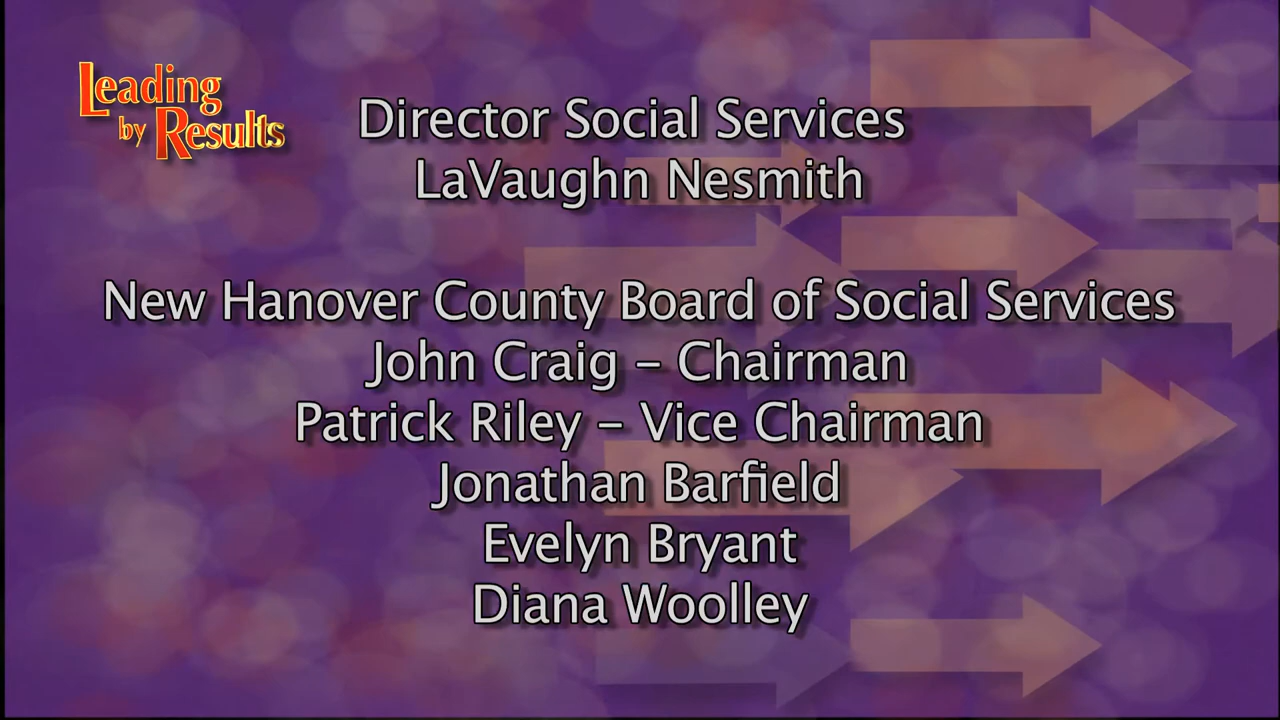 Leading
by Results
Director Social Services
LaVaughn Nesmith
New Hanover County Board of Social Services
John Craig – Chairman
Patrick Riley – Vice Chairman
Jonathan Barfield
Evelyn Bryant
Diana Woolley